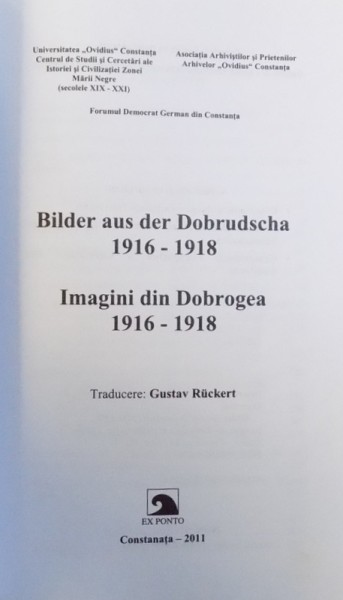 Universitatea „Ovidius” Constanța
Centrul de Studii și Cercetări ale
Istoriei și Civilizației Zonei
Mării Negre
(secolele XIX - XXI)
Asociația Arhiviștilor și Prietenilor
Arhivelor „Ovidius” Constanța
Forumul Democrat German din Constanța
Bilder aus der Dobrudscha
1916 - 1918
Imagini din Dobrogea
1916 - 1918
Traducere: Gustav Rückert
EX PONTO
Constanața – 2011